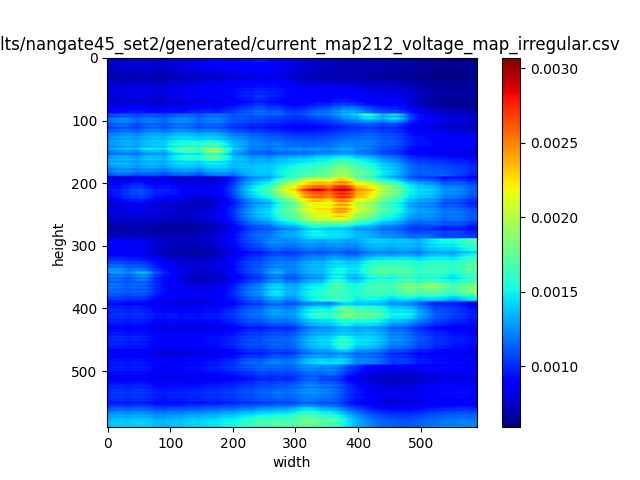 lts/nangate45_set2/generated/current_map212_voltage_map_irregular.csv
0
100
200
300
400
500
height
0 100 200 300 400 500
width
0.0030
0.0025
0.0020
0.0015
0.0010